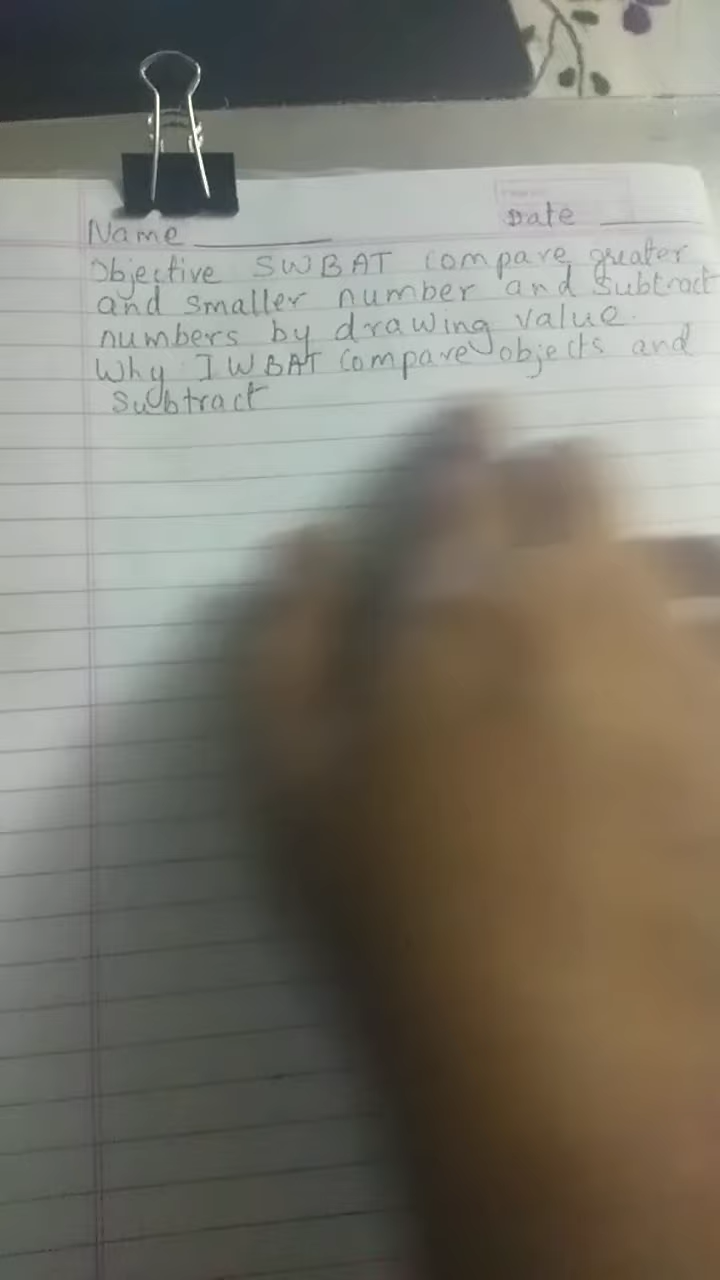 Name
Date
Objective SWBAT compare greater
and smaller number and subtract
numbers by drawing value.
Why IWBAT compare objects and
subtract